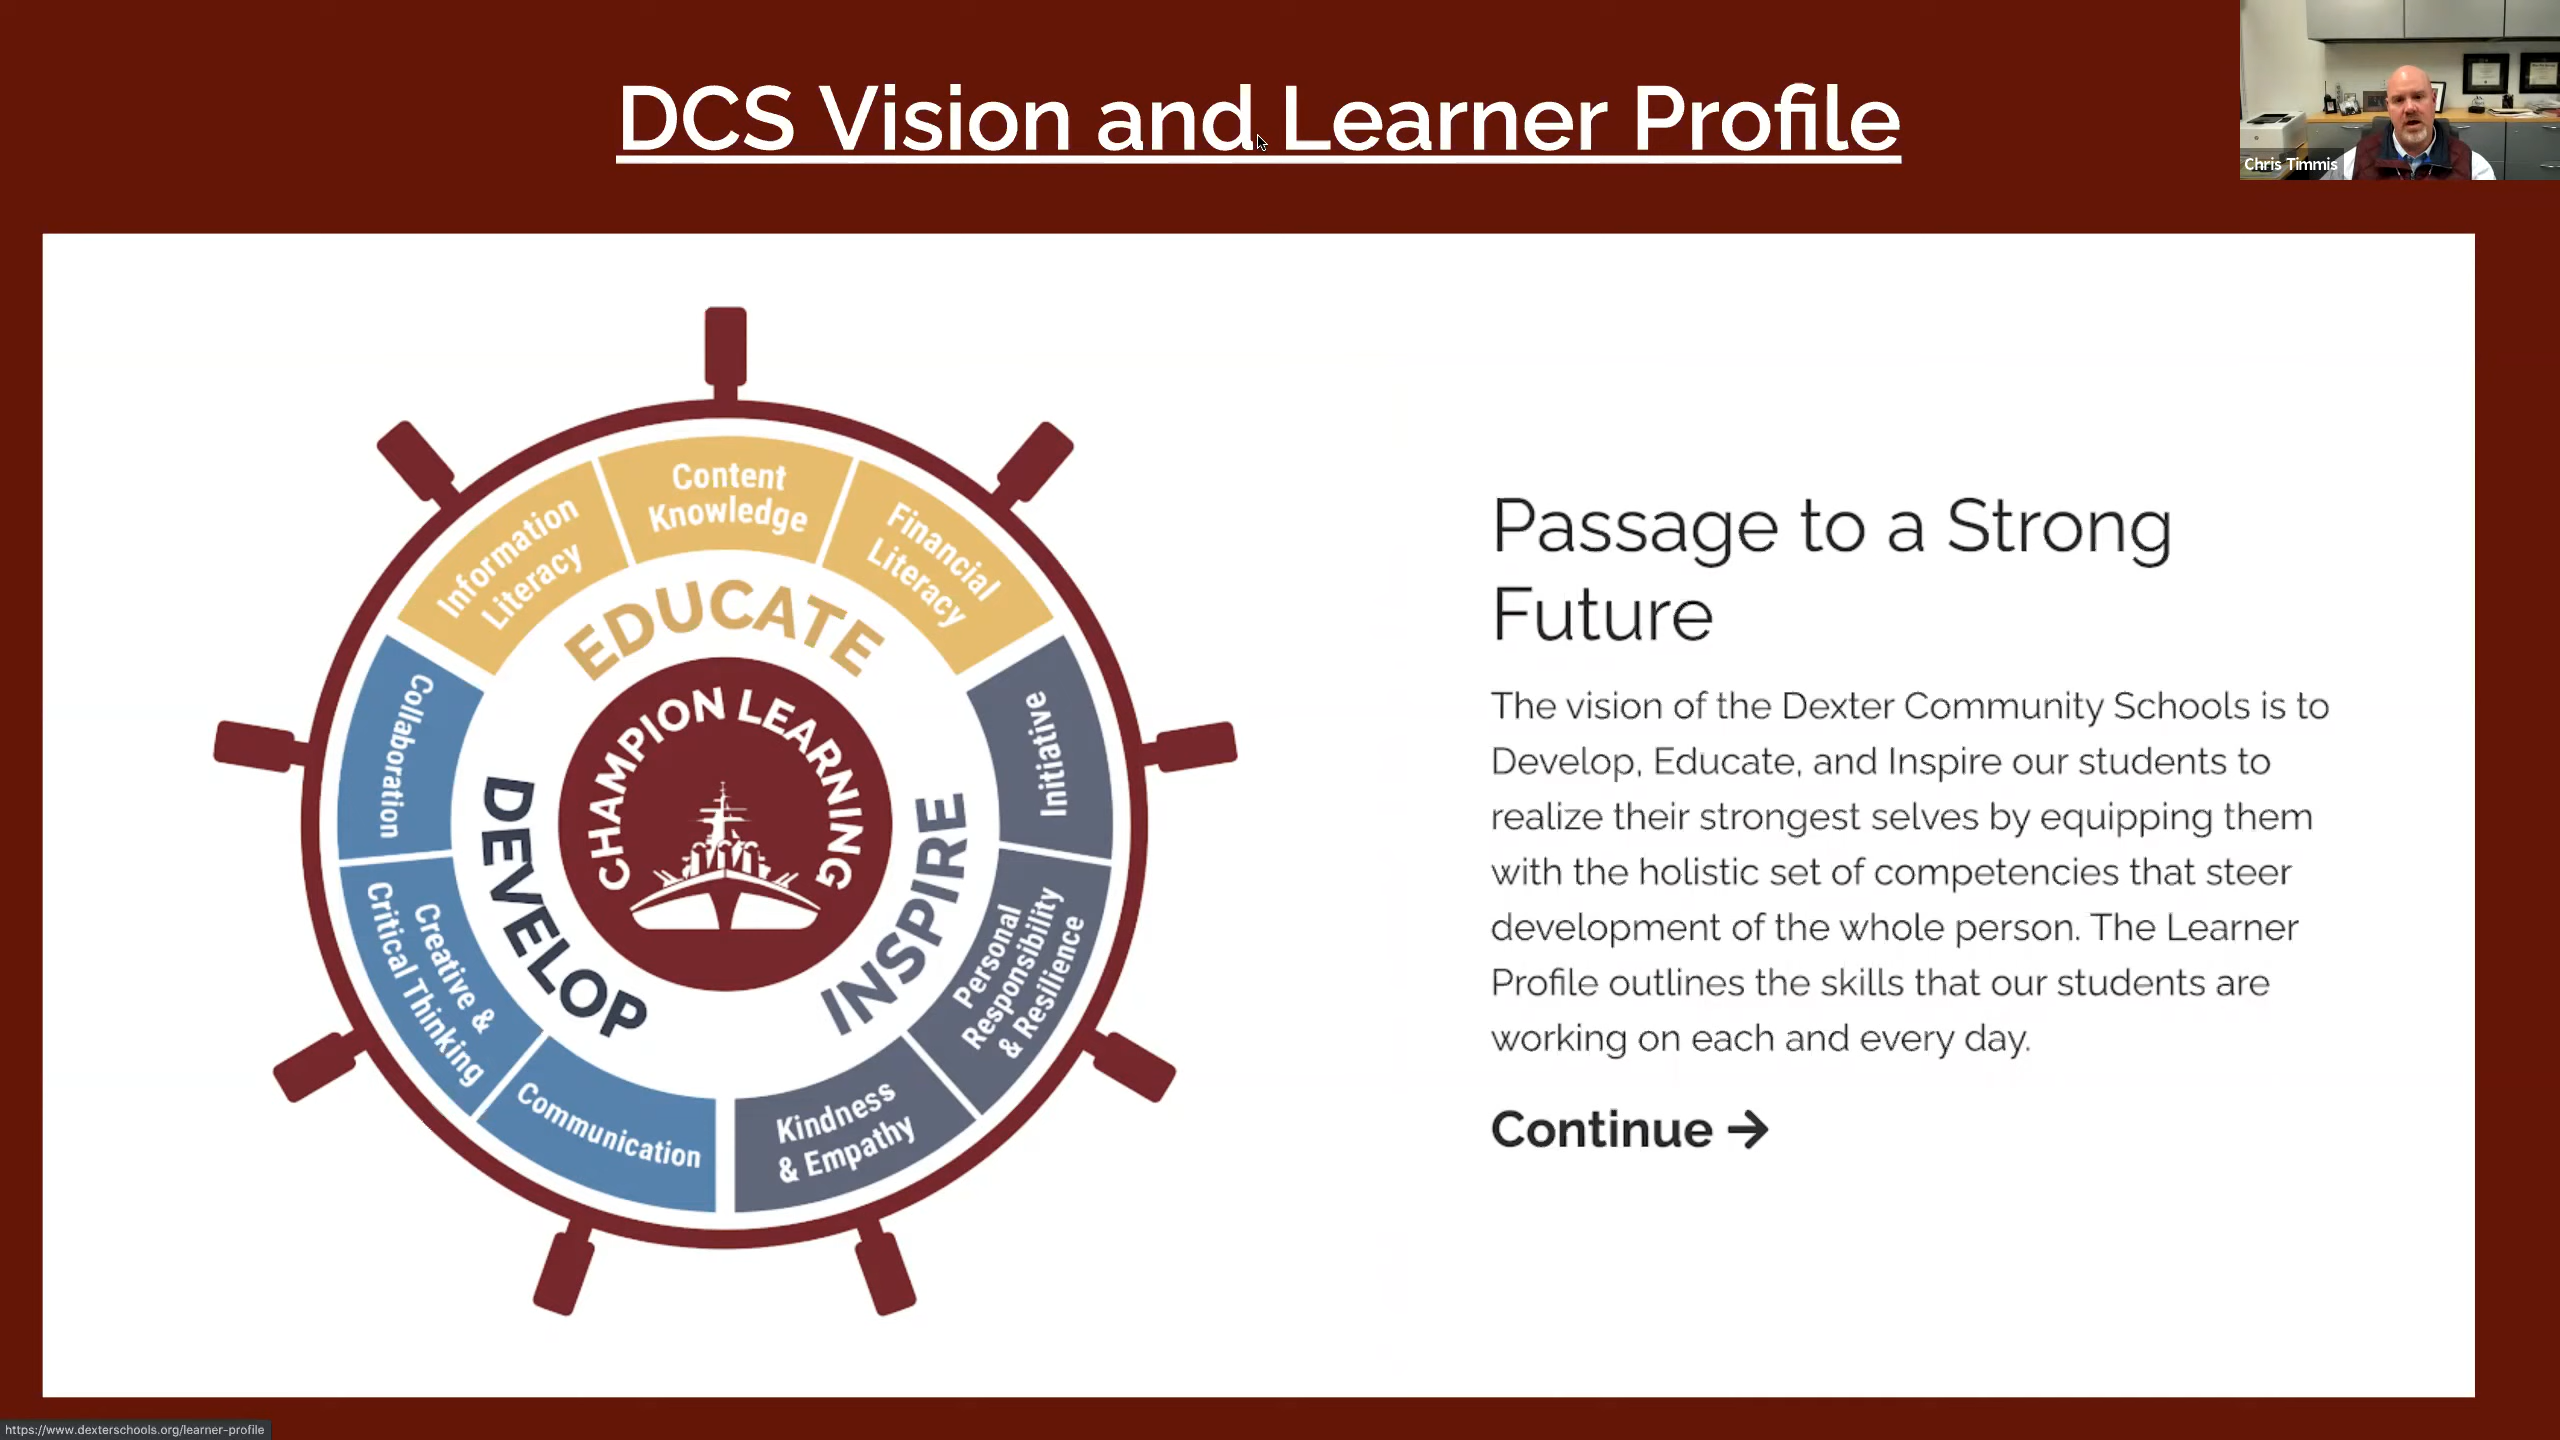 DCS Vision and Learner Profile
Chris Timmis
Content
Knowledge
Financial
Literacy
Initiative
Personal
Responsibility
& Resilience
Kindness
& Empathy
Communication
Creative &
Critical Thinking
Collaboration
Information
Literacy
EDUCATE
INSPIRE
DEVELOP
CHAMPION LEARNING
Passage to a Strong
Future
The vision of the Dexter Community Schools is to
Develop, Educate, and Inspire our students to
realize their strongest selves by equipping them
with the holistic set of competencies that steer
development of the whole person. The Learner
Profile outlines the skills that our students are
working on each and every day.
Continue →
https://www.dexterschools.org/learner-profile